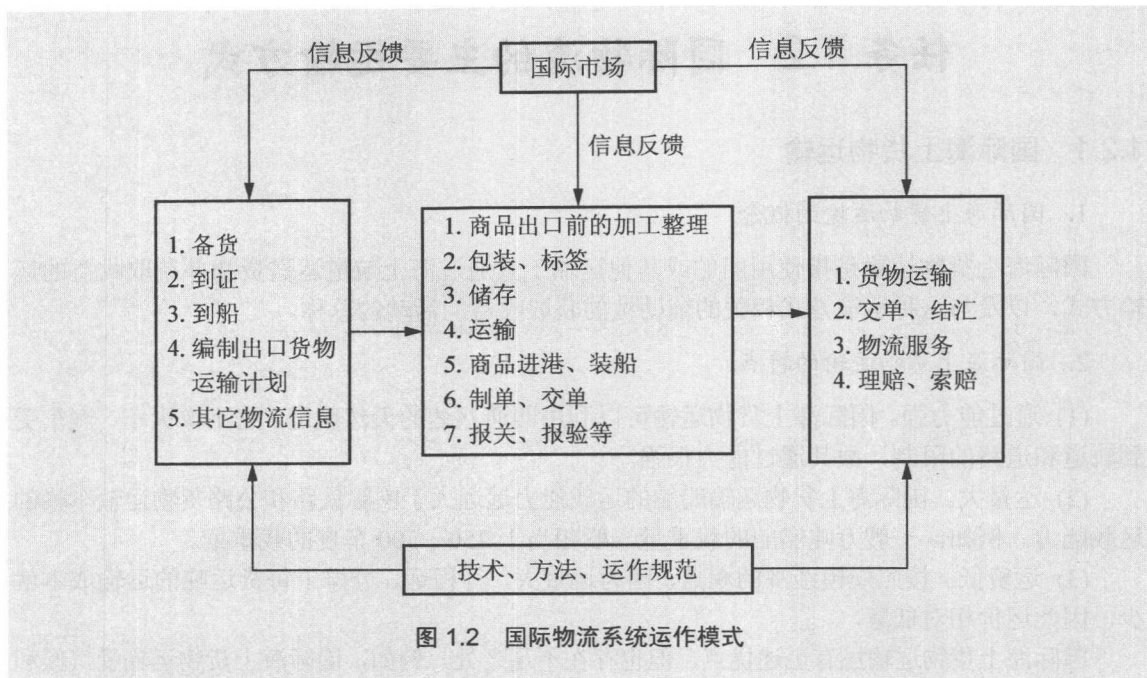 信息反馈
国际市场
信息反馈
信息反馈
1. 备货
2. 到证
3. 到船
4. 编制出口货物
运输计划
5. 其它物流信息
1. 商品出口前的加工整理
2. 包装、标签
3. 储存
4. 运输
5. 商品进港、装船
6. 制单、交单
7. 报关、报验等
1. 货物运输
2. 交单、结汇
3. 物流服务
4. 理赔、索赔
技术、方法、运作规范
图 1.2 国际物流系统运作模式